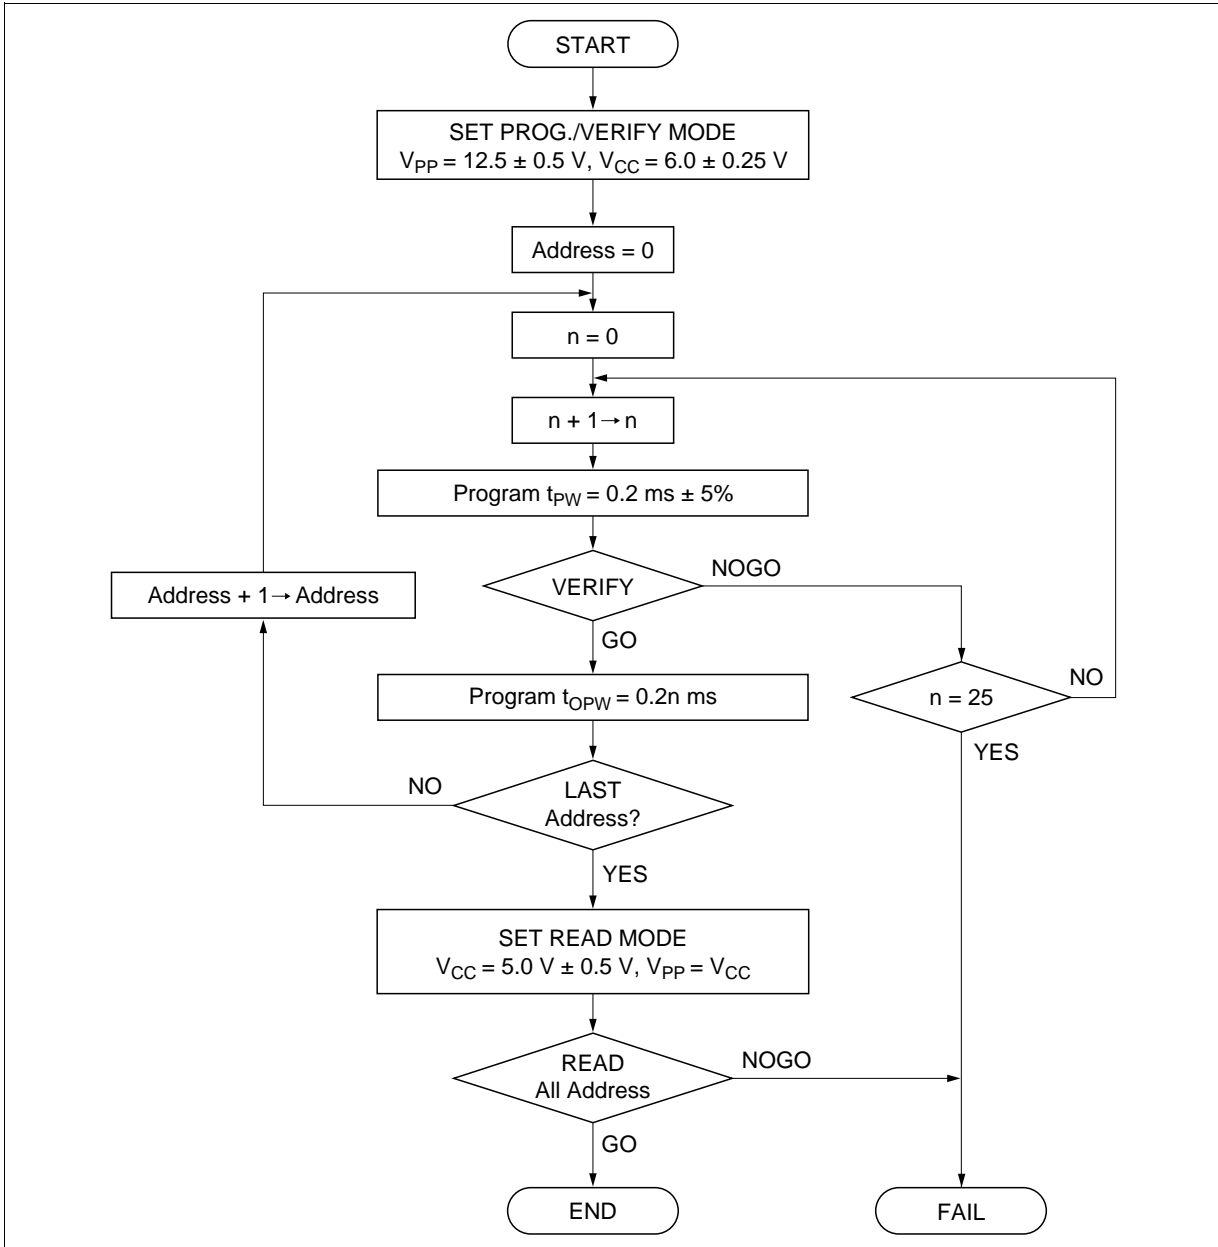 START
SET PROG./VERIFY MODE
VPP = 12.5 ± 0.5 V, VCC = 6.0 ± 0.25 V
Address = 0
n = 0
n + 1→ n
Program tPW = 0.2 ms ± 5%
VERIFY
NOGO
Address + 1→ Address
GO
Program tOPW = 0.2n ms
n = 25
NO
YES
NO
LAST
Address?
YES
SET READ MODE
VCC = 5.0 V ± 0.5 V, VPP = VCC
READ
All Address
NOGO
GO
END
FAIL